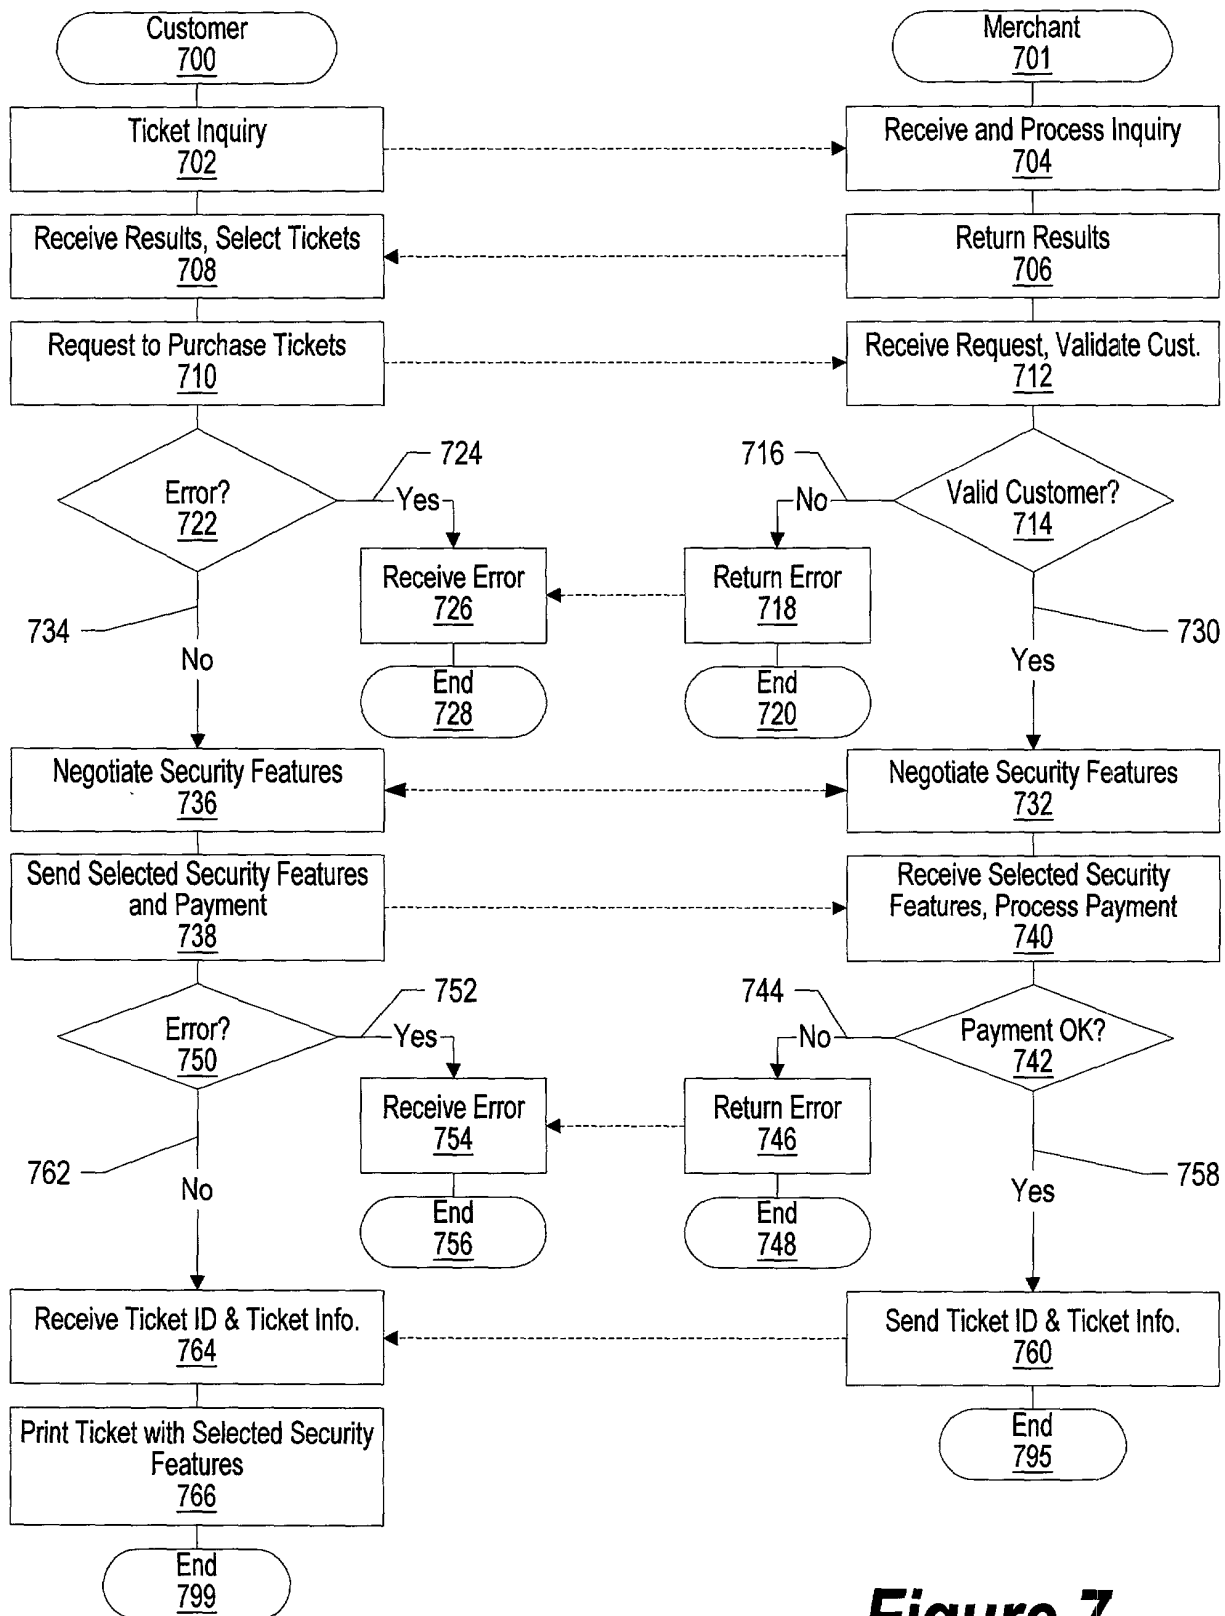 Customer
700
Merchant
701
Ticket Inquiry
702
Receive and Process Inquiry
704
Receive Results, Select Tickets
708
Return Results
706
Request to Purchase Tickets
710
Receive Request, Validate Cust.
712
724
716
Error?
722
Yes
No
Valid Customer?
714
Receive Error
726
Return Error
718
734
730
No
Yes
End
728
End
720
Negotiate Security Features
736
Negotiate Security Features
732
Send Selected Security Features
and Payment
738
Receive Selected Security
Features, Process Payment
740
752
744
Error?
750
Yes
No
Payment OK?
742
Receive Error
754
Return Error
746
762
758
No
Yes
End
756
End
748
Receive Ticket ID & Ticket Info.
764
Send Ticket ID & Ticket Info.
760
Print Ticket with Selected Security
Features
766
End
795
End
799
Figure 7